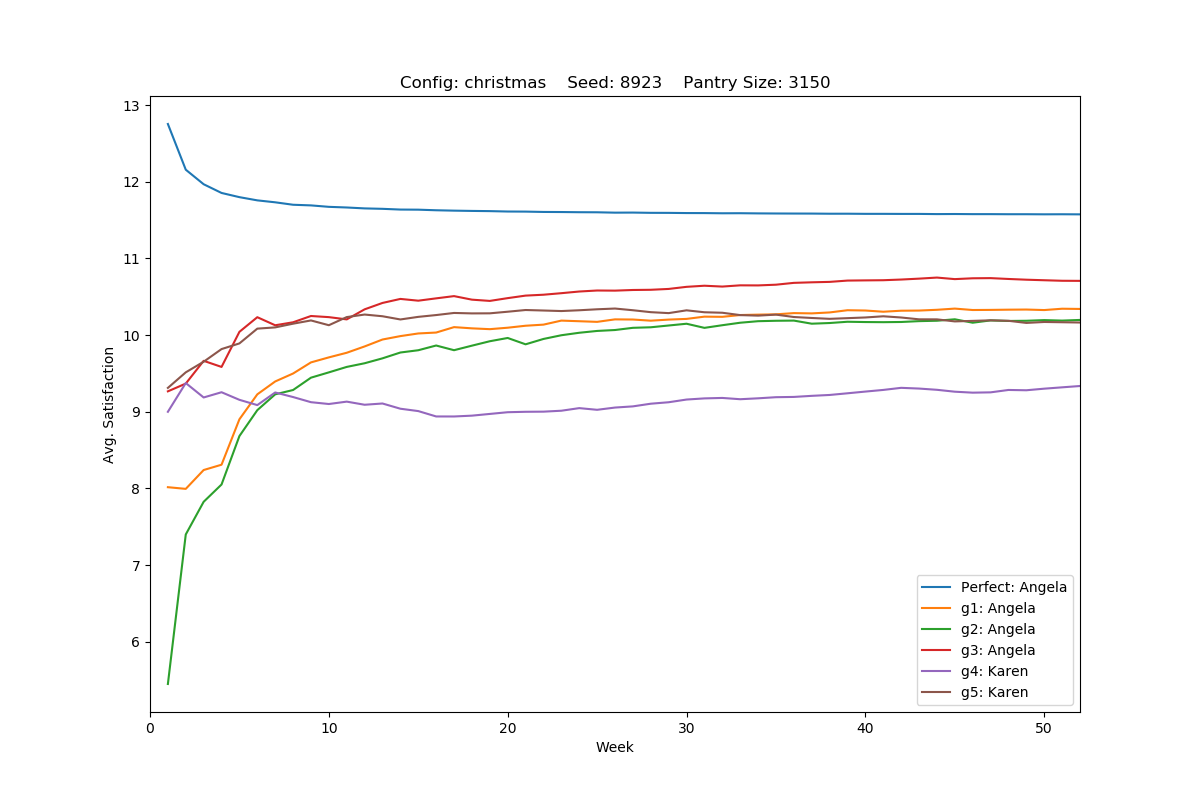 Config: christmas    Seed: 8923    Pantry Size: 3150
13
12
11
10
9
8
7
6
Avg. Satisfaction
0 10 20 30 40 50
Week
Perfect: Angela
g1: Angela
g2: Angela
g3: Angela
g4: Karen
g5: Karen